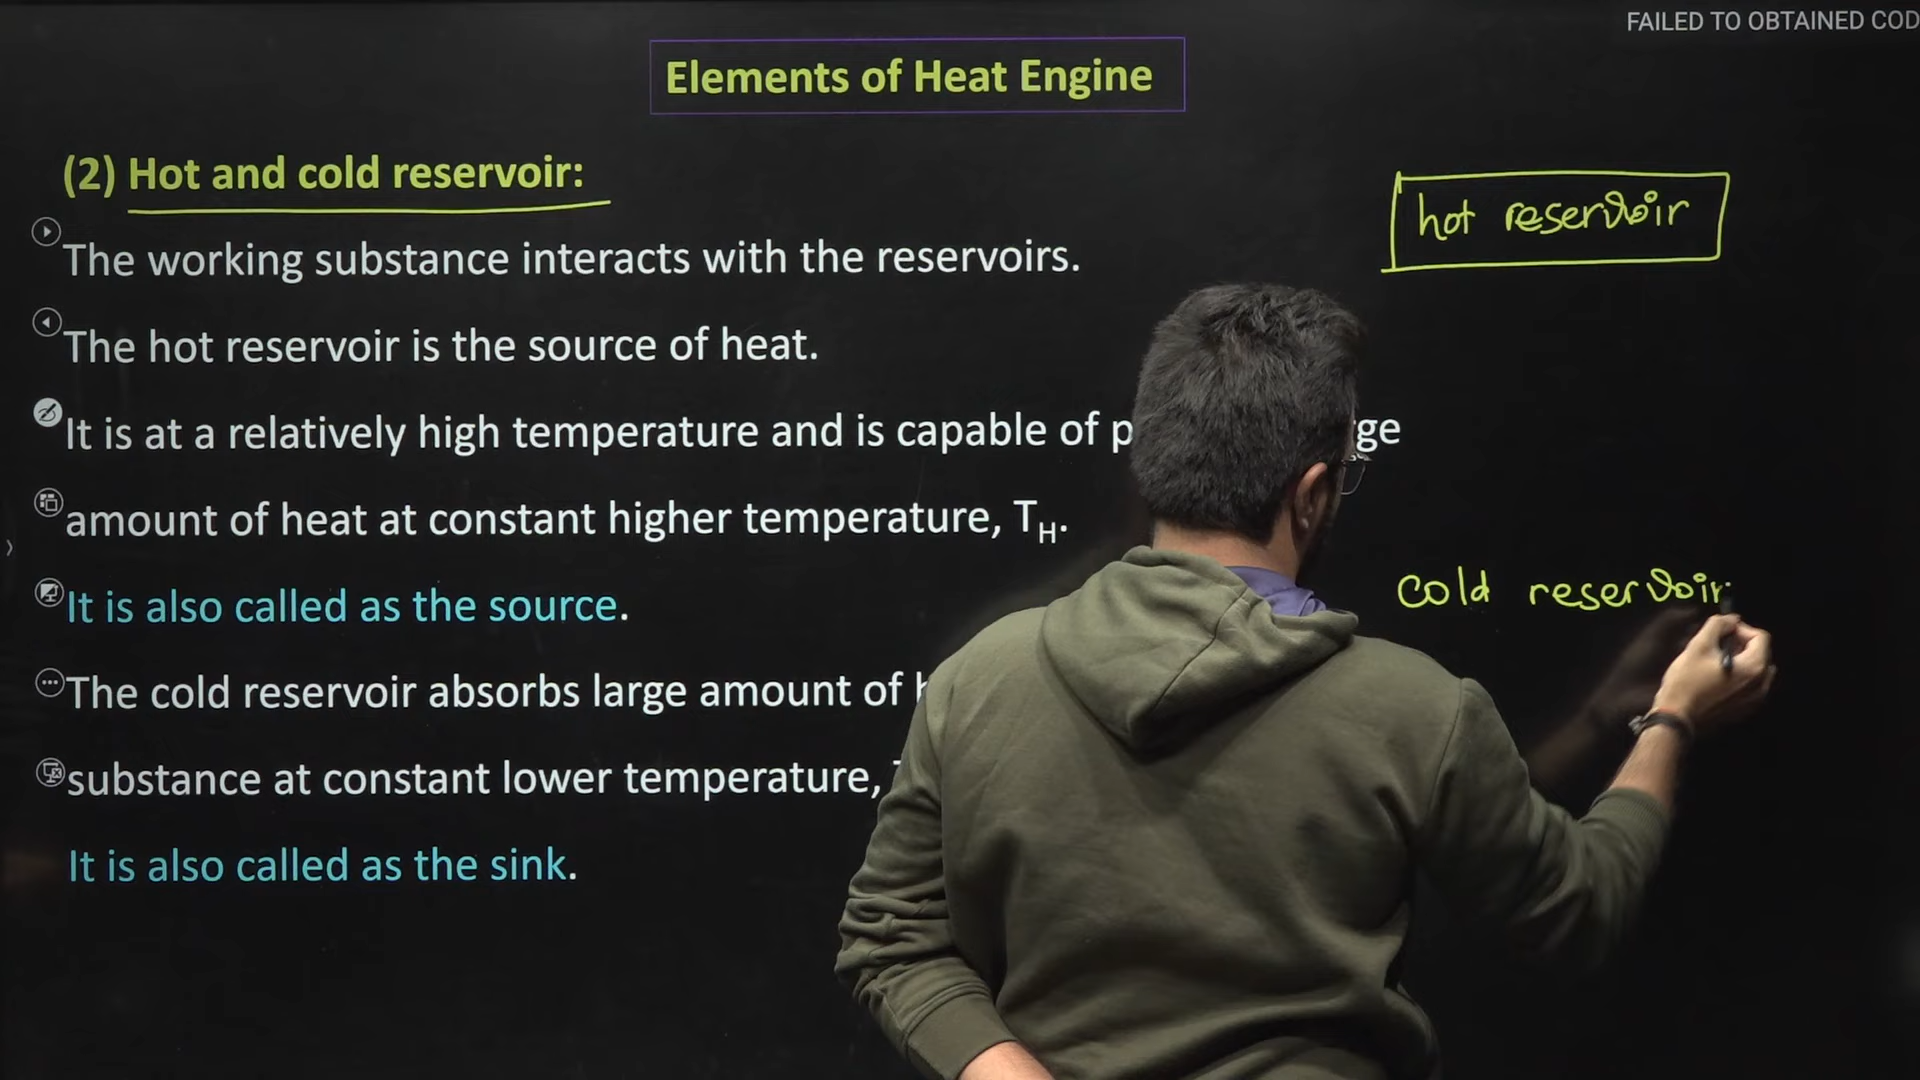 FAILED TO OBTAINED COD
Elements of Heat Engine
(2) Hot and cold reservoir:
hot reservoir
The working substance interacts with the reservoirs.
The hot reservoir is the source of heat.
It is at a relatively high temperature and is capable of
amount of heat at constant higher temperature, TH.
cold reservoir
It is also called as the source.
The cold reservoir absorbs large amount of
substance at constant lower temperature,
It is also called as the sink.